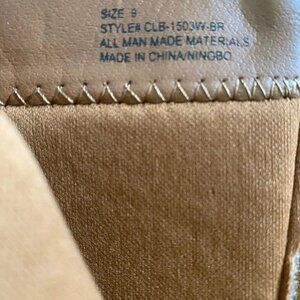 SIZE 9
STYLE# CLB-1503W-BR
ALL MAN MADE MATERIALS
MADE IN CHINA/NINGBO